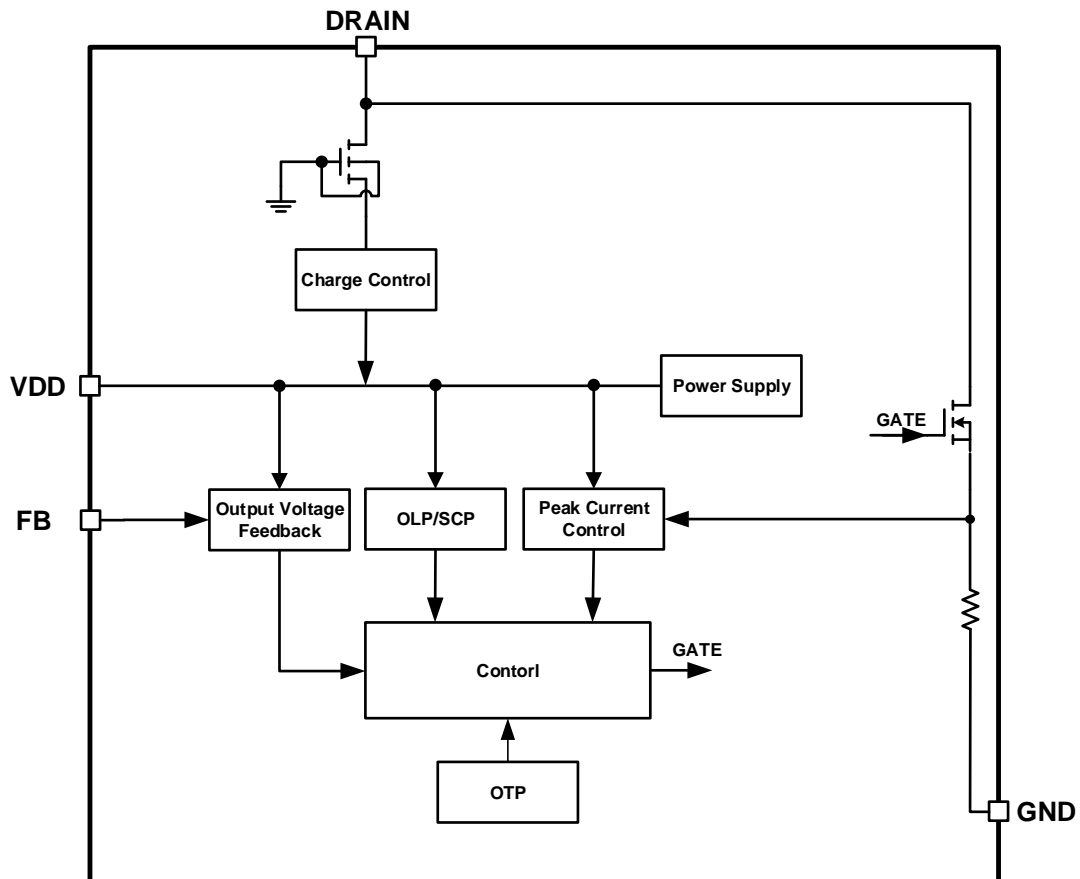 DRAIN
Charge Control
VDD
Power Supply
GATE
FB
Output Voltage
Feedback
OLP/SCP
Peak Current
Control
Contorl
GATE
OTP
GND